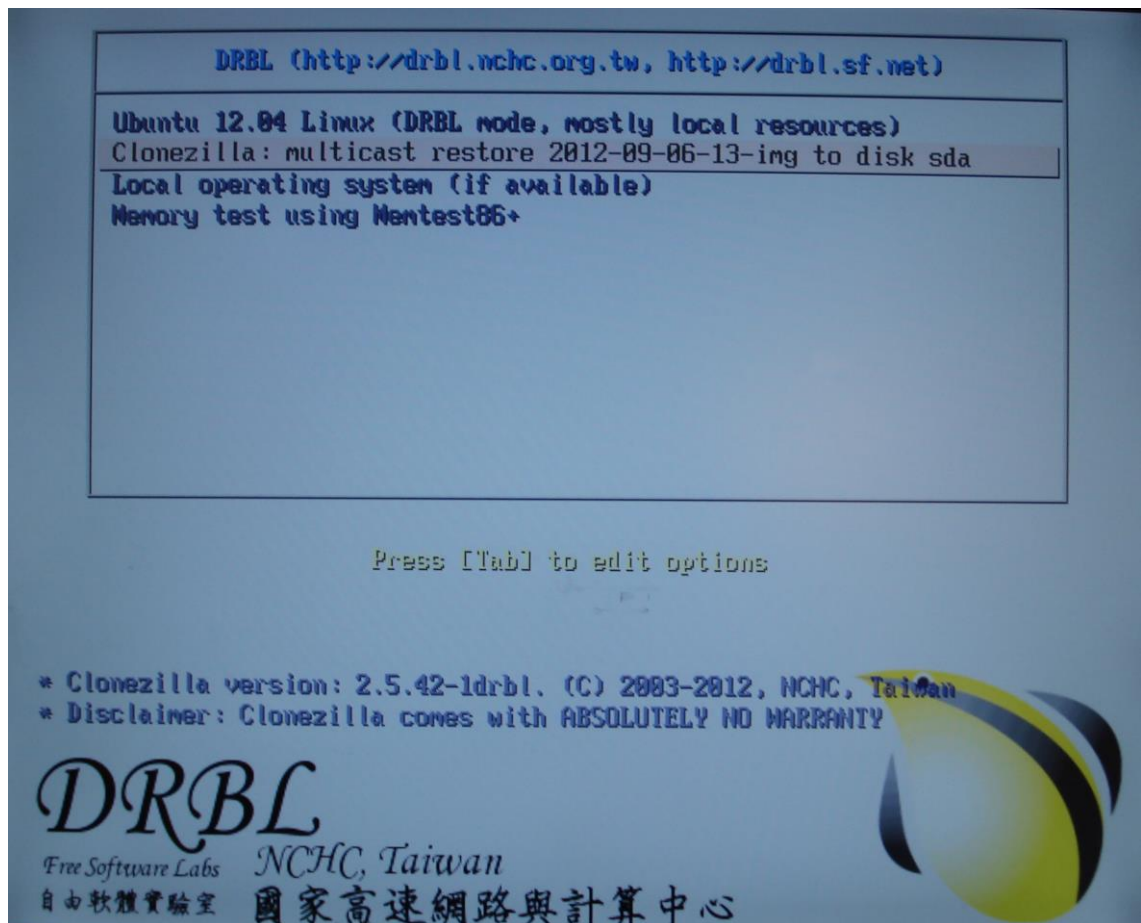 DRBL (http://drbl.nchc.org.tw, http://drbl.sf.net)
Ubuntu 12.04 Linux (DRBL mode, mostly local resources)
Clonezilla: multicast restore 2012-09-06-13-img to disk sda
Local operating system (if available)
Memory test using Memtest86+
Press [Tab] to edit options
* Clonezilla version: 2.5.42-1drbl. (C) 2003-2012, NCHC, Taiwan
* Disclaimer: Clonezilla comes with ABSOLUTELY NO WARRANTY
DRBL
Free Software Labs NCHC, Taiwan
自由軟體實驗室 國家高速網路與計算中心